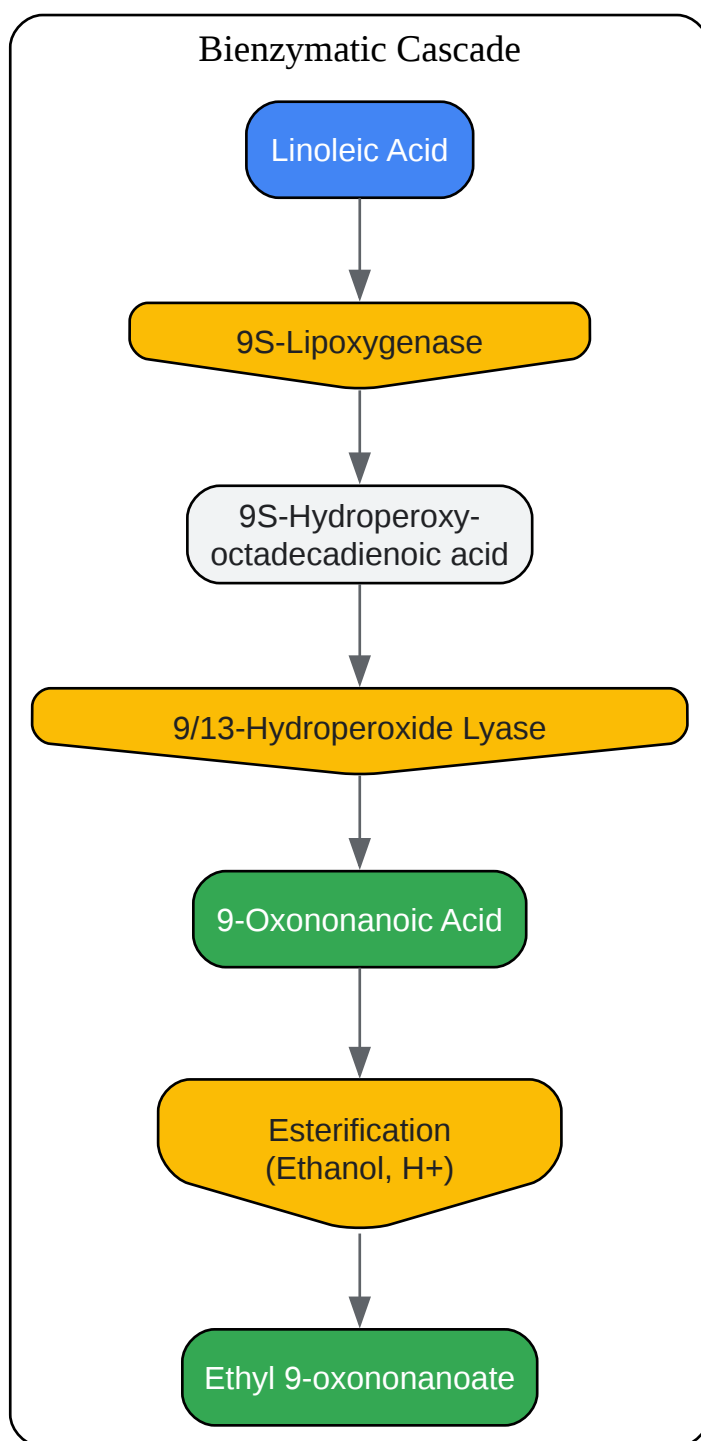 Bienzymatic Cascade
Linoleic Acid
9S-Lipoxygenase
9S-Hydroperoxy-
octadecadienoic acid
9/13-Hydroperoxide Lyase
9-Oxononanoic Acid
Esterification
(Ethanol, H+)
Ethyl 9-oxononanoate